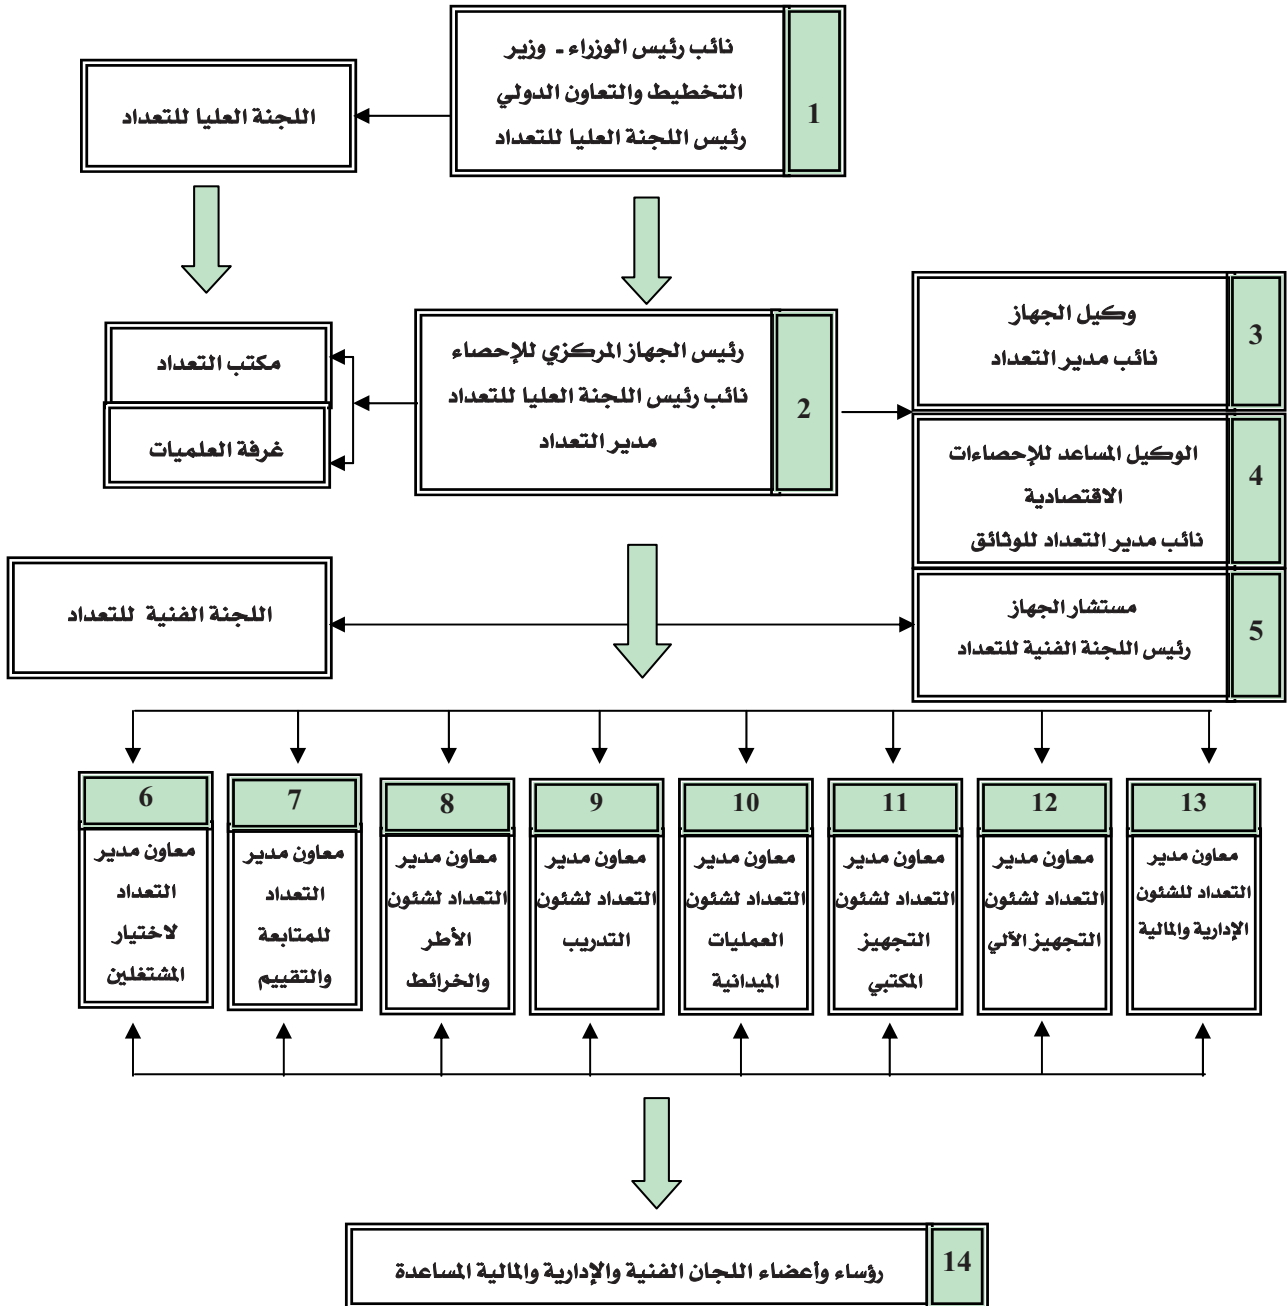 نائب رئيس الوزراء - وزير
التخطيط والتعاون الدولي
رئيس اللجنة العليا للتعداد
1
اللجنة العليا للتعداد
رئيس الجهاز المركزي للإحصاء
نائب رئيس اللجنة العليا للتعداد
مدير التعداد
2
مكتب التعداد
غرفة العلميات
وكيل الجهاز
نائب مدير التعداد
3
الوكيل المساعد للإحصاءات
الاقتصادية
نائب مدير التعداد للوثائق
4
مستشار الجهاز
رئيس اللجنة الفنية للتعداد
5
اللجنة الفنية للتعداد
6
معاون مدير
التعداد
لاختيار
المشتغلين
7
معاون مدير
التعداد
للمتابعة
والتقييم
8
معاون مدير
التعداد لشئون
الأطر
والخرائط
9
معاون مدير
التعداد لشئون
التدريب
10
معاون مدير
التعداد لشئون
العمليات
الميدانية
11
معاون مدير
التعداد لشئون
التجهيز
المكتبي
12
معاون مدير
التعداد لشئون
التجهيز الآلي
13
معاون مدير
التعداد للشئون
الإدارية والمالية
14
رؤساء وأعضاء اللجان الفنية والإدارية والمالية المساعدة